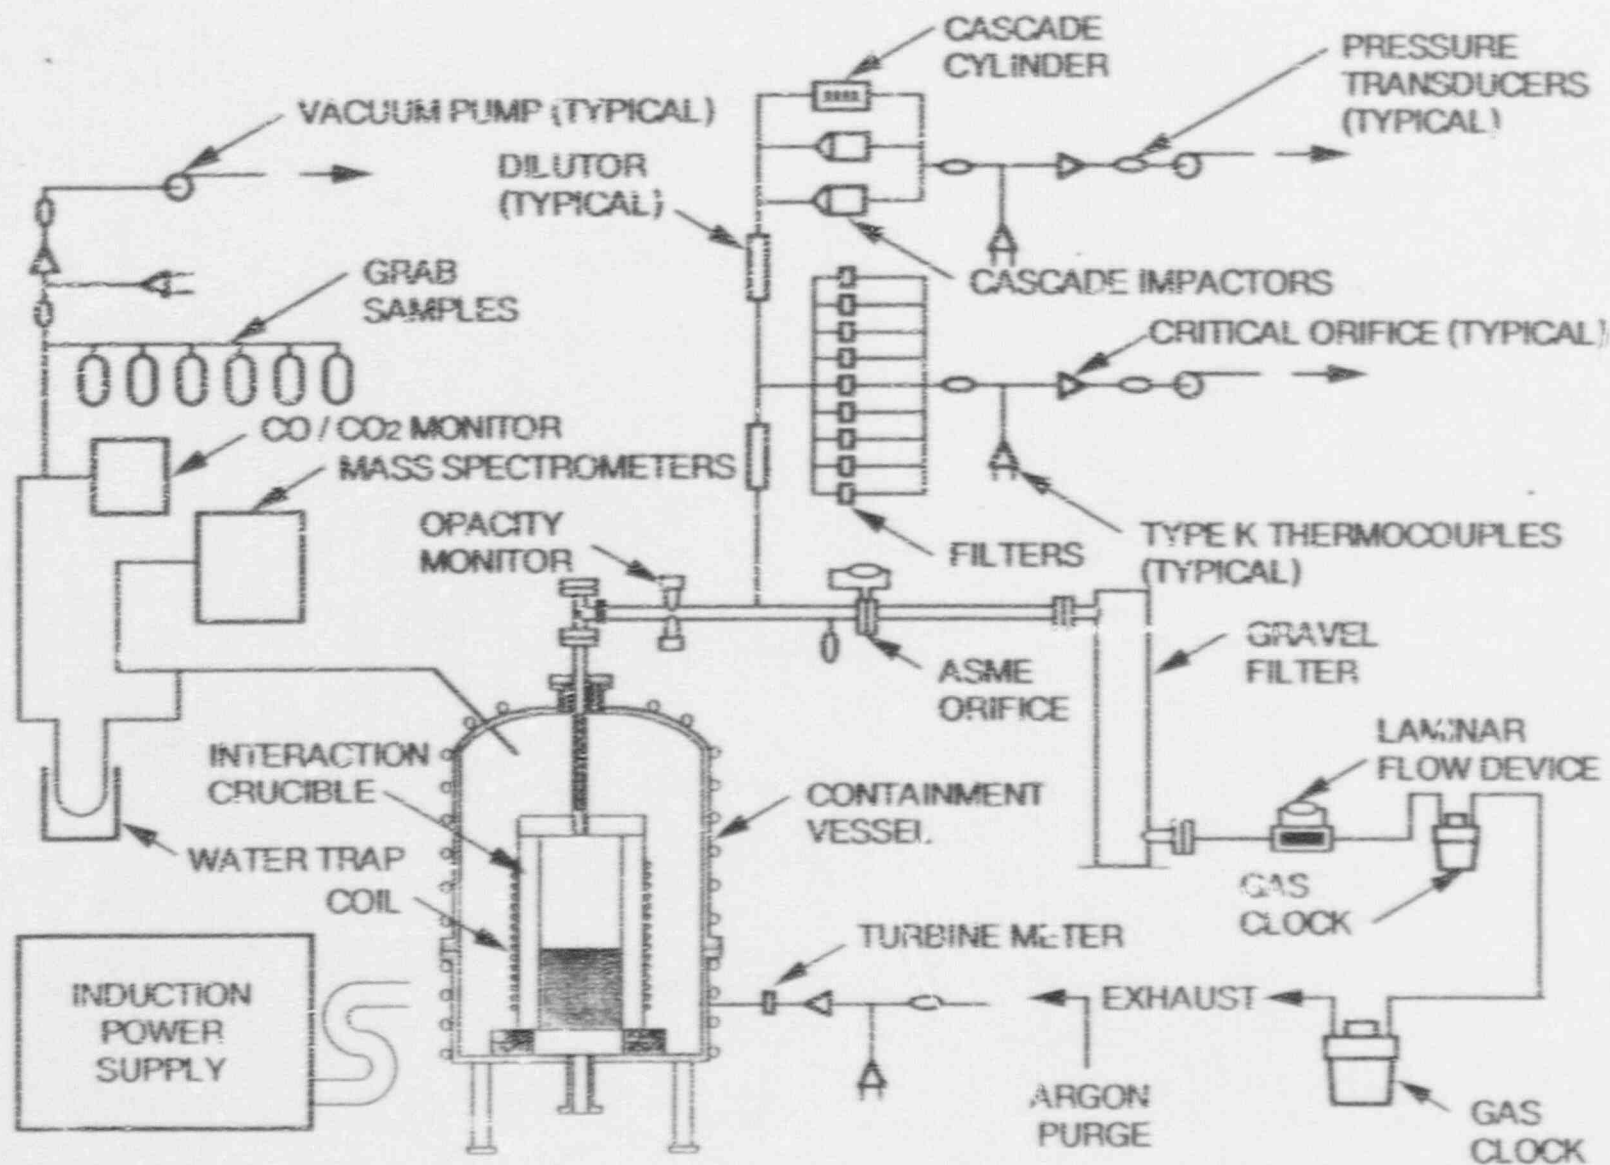 CASCADE
CYLINDER
PRESSURE
TRANSDUCERS
(TYPICAL)
VACUUM PUMP (TYPICAL)
DILUTOR
(TYPICAL)
GRAB
SAMPLES
CASCADE IMPACTORS
CRITICAL ORIFICE (TYPICAL)
CO / CO2 MONITOR
MASS SPECTROMETERS
OPACITY
MONITOR
FILTERS
TYPE K THERMOCOUPLES
(TYPICAL)
GRAVEL
FILTER
ASME
ORIFICE
LAMINAR
FLOW DEVICE
INTERACTION
CRUCIBLE
CONTAINMENT
VESSEL
WATER TRAP
COIL
GAS
CLOCK
TURBINE METER
INDUCTION
POWER
SUPPLY
EXHAUST
ARGON
PURGE
GAS
CLOCK